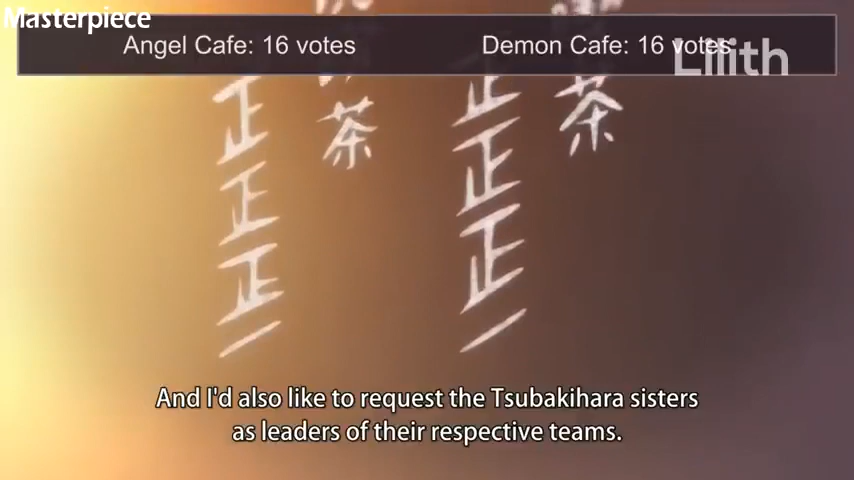 Masterpiece
Angel Cafe: 16 votes
Demon Cafe: 16 votes
Lilith
茶
正
正
正
一
茶
正
正
正
一
And I'd also like to request the Tsubakihara sisters
as leaders of their respective teams.